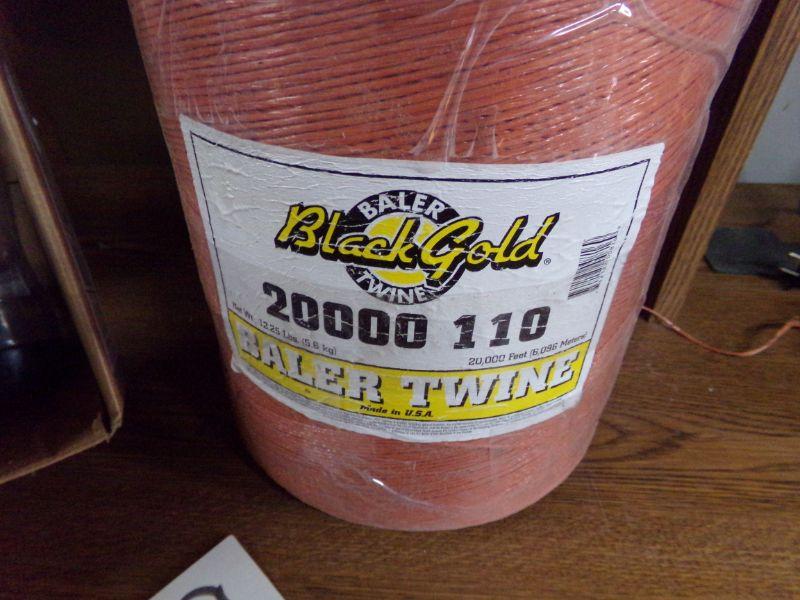 BALER
Black Gold®
TWINE
20000 110
Net Wt. 12.25 Lbs. (5.6 kg)
20,000 Feet (6,096 Meters)
BALER TWINE
Made in U.S.A.